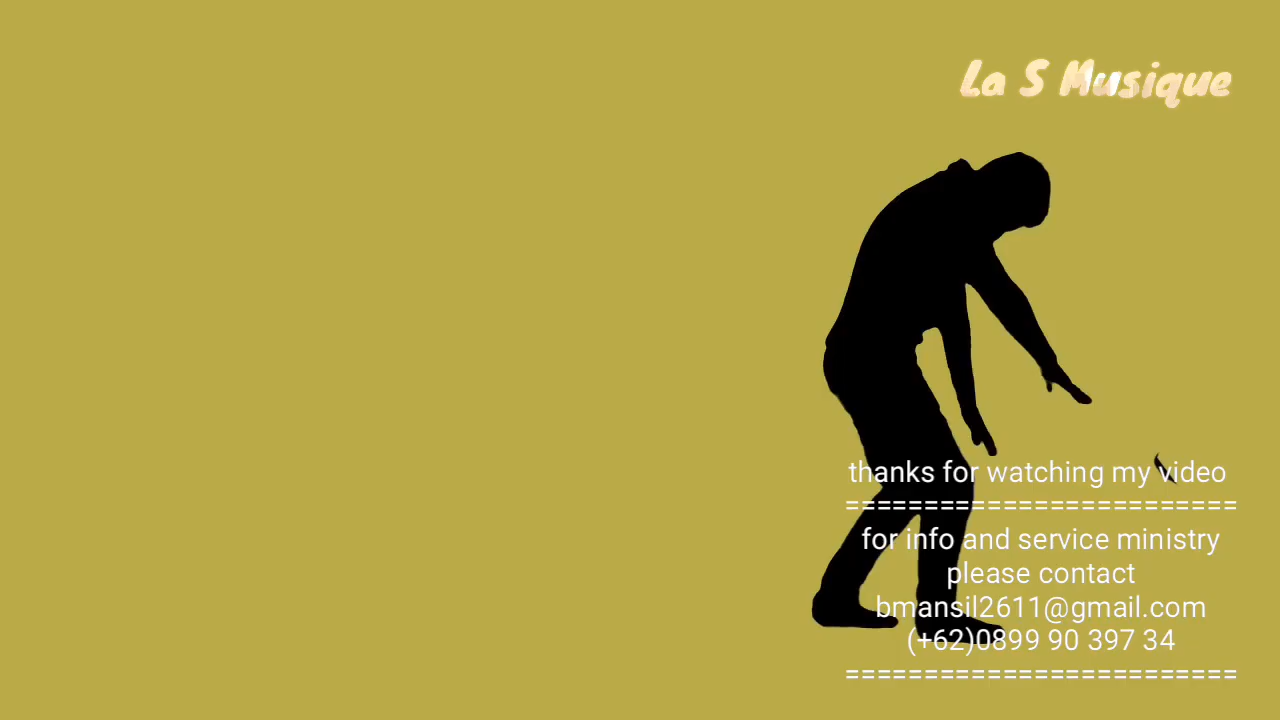 La S Musique
thanks for watching my video
=========================
for info and service ministry
please contact
bmansil2611@gmail.com
(+62)0899 90 397 34
=========================